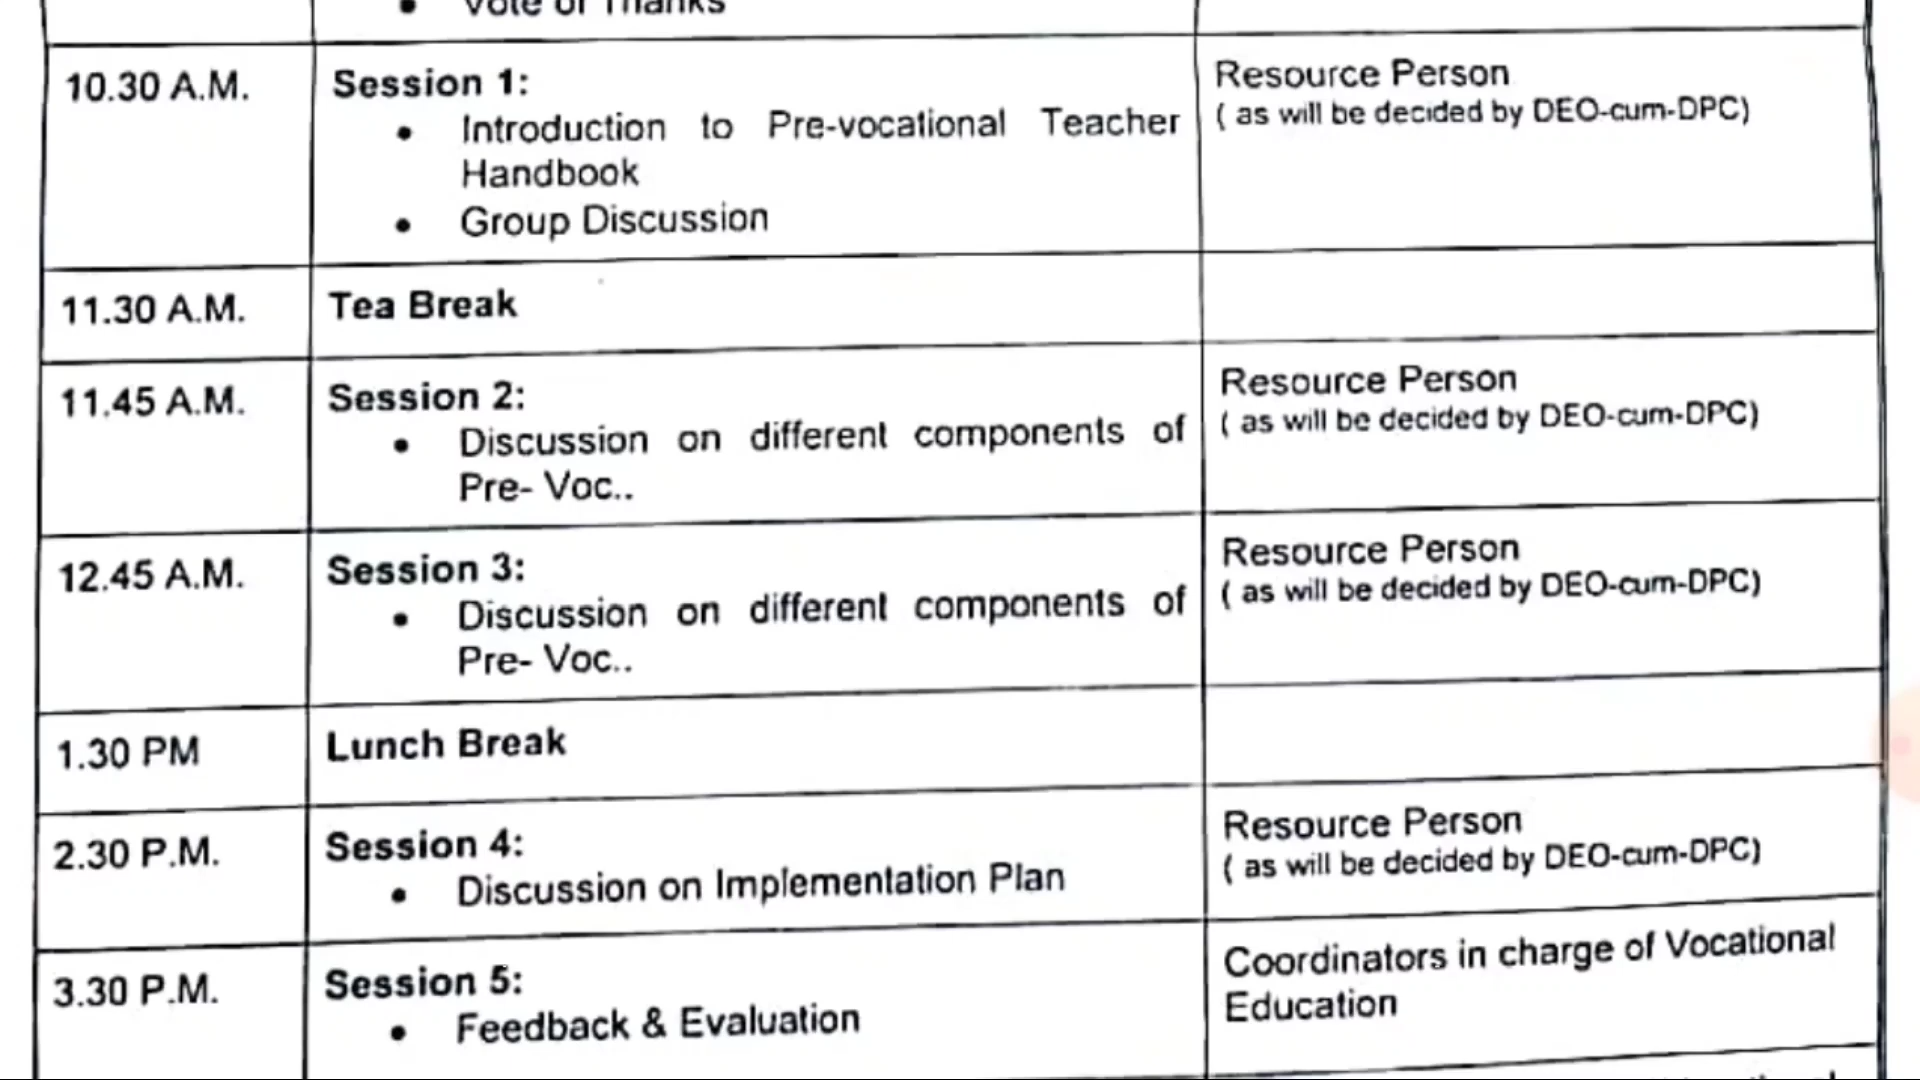 Vote of Thanks
10.30 A.M.
Session 1:
Introduction to Pre-vocational Teacher
Handbook
Group Discussion
Resource Person
( as will be decided by DEO-cum-DPC)
11.30 A.M.
Tea Break
11.45 A.M.
Session 2:
Discussion on different components of
Pre- Voc..
Resource Person
( as will be decided by DEO-cum-DPC)
12.45 A.M.
Session 3:
Discussion on different components of
Pre- Voc..
Resource Person
( as will be decided by DEO-cum-DPC)
1.30 PM
Lunch Break
2.30 P.M.
Session 4:
Discussion on Implementation Plan
Resource Person
( as will be decided by DEO-cum-DPC)
3.30 P.M.
Session 5:
Feedback & Evaluation
Coordinators in charge of Vocational
Education